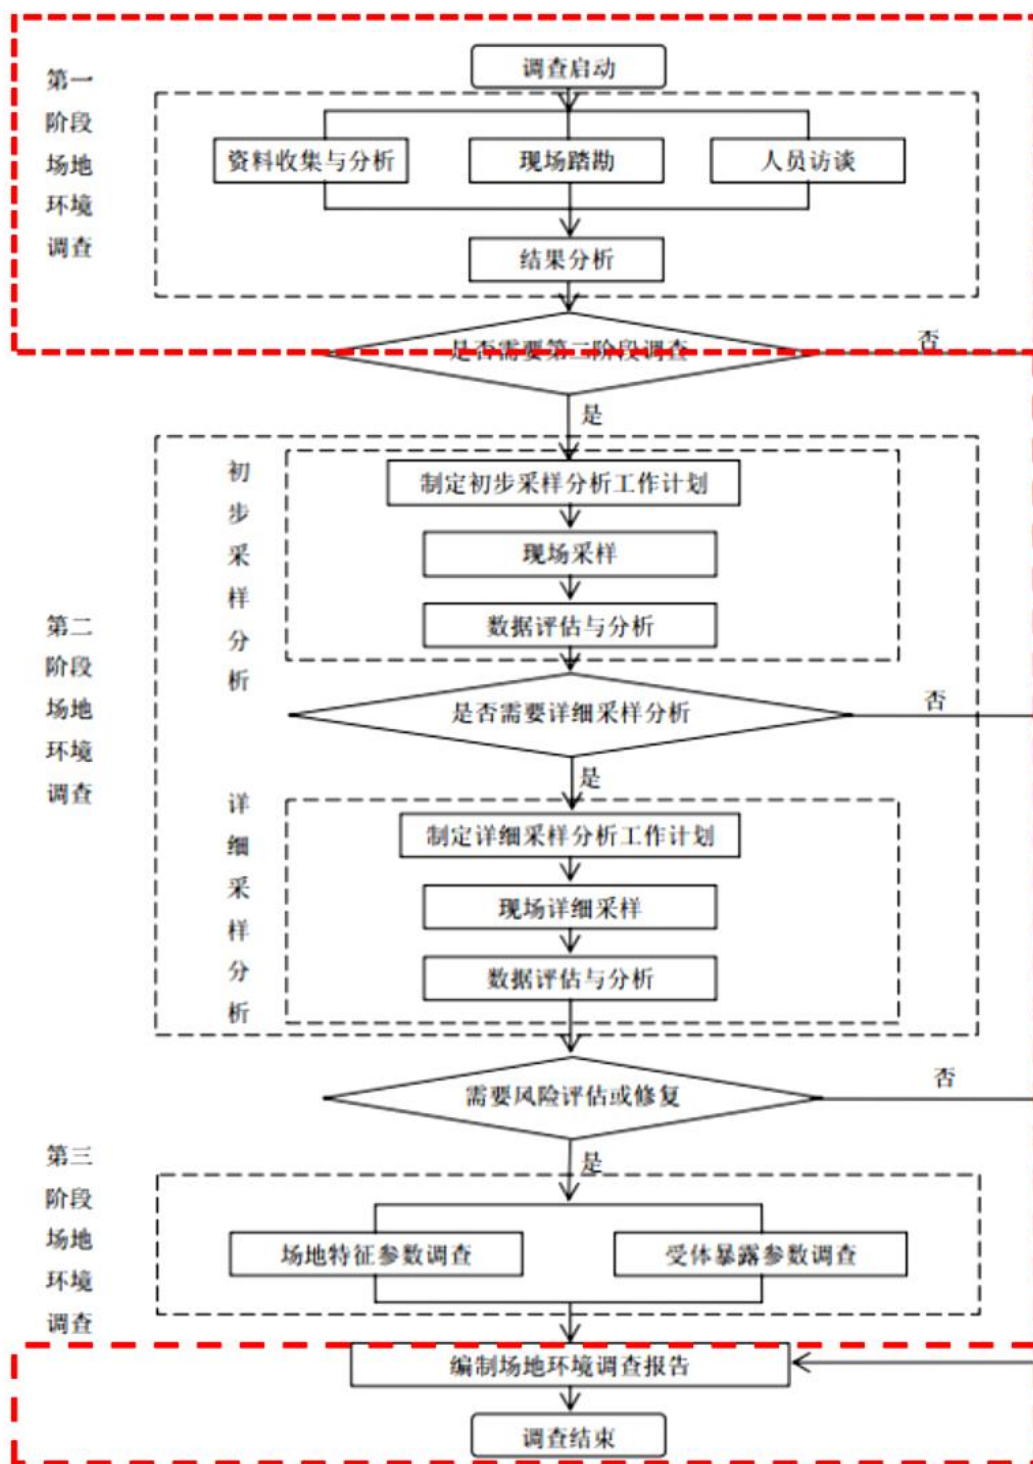 调查启动
第一
阶段
场地
环境
调查
资料收集与分析
现场踏勘
人员访谈
结果分析
是否需要第二阶段调查
否
是
第二
阶段
场地
环境
调查
初步采样分析
制定初步采样分析工作计划
现场采样
数据评估与分析
是否需要详细采样分析
否
是
详细采样分析
制定详细采样分析工作计划
现场详细采样
数据评估与分析
需要风险评估或修复
否
是
第三
阶段
场地
环境
调查
场地特征参数调查
受体暴露参数调查
编制场地环境调查报告
调查结束